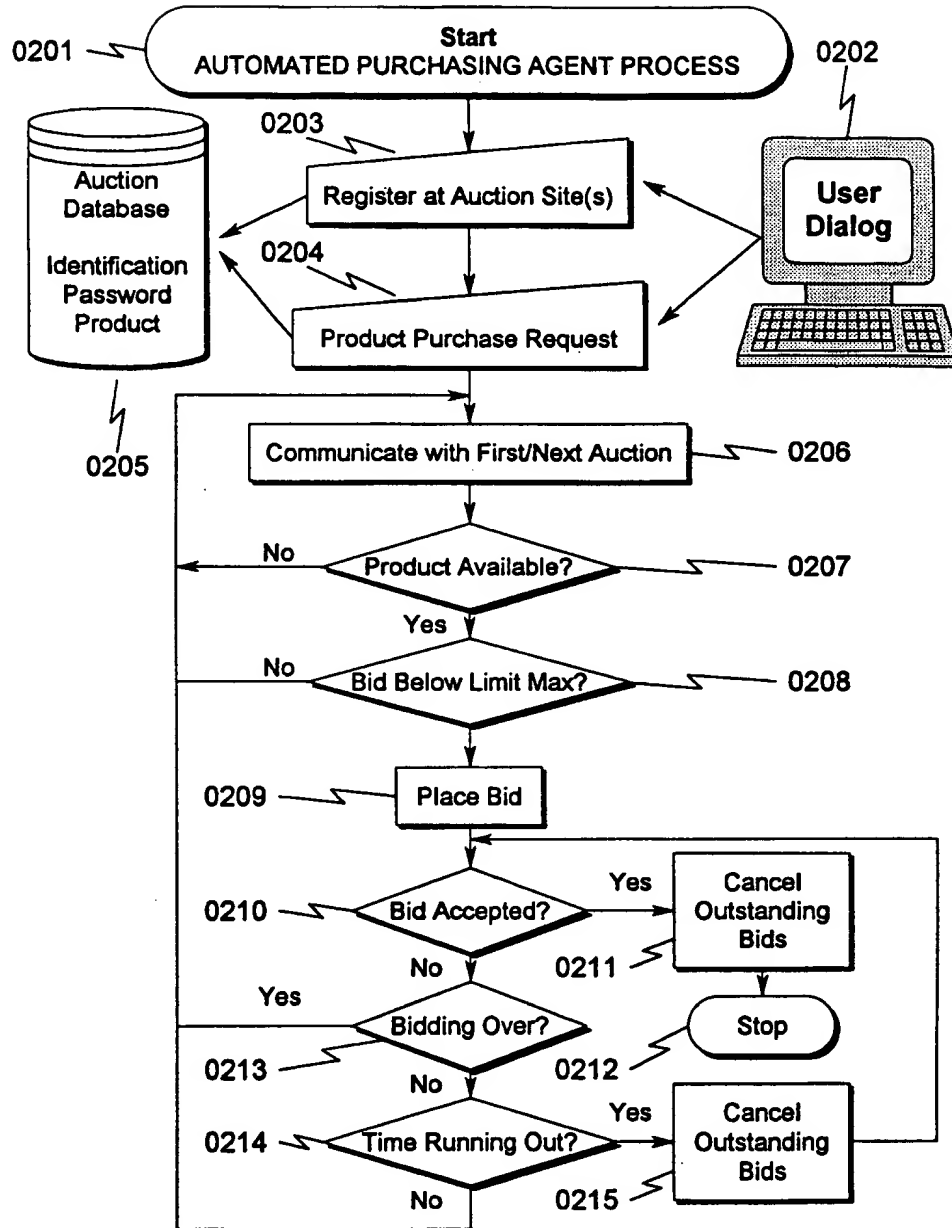 Start
AUTOMATED PURCHASING AGENT PROCESS
0201
0202
0203
Auction
Database
Identification
Password
Product
Register at Auction Site(s)
User
Dialog
0204
Product Purchase Request
0205
Communicate with First/Next Auction
0206
No
Product Available?
0207
Yes
No
Bid Below Limit Max?
0208
0209
Place Bid
0210
Bid Accepted?
Yes
Cancel
Outstanding
Bids
0211
No
Yes
Bidding Over?
0213
Stop
0212
No
0214
Time Running Out?
Yes
Cancel
Outstanding
Bids
0215
No